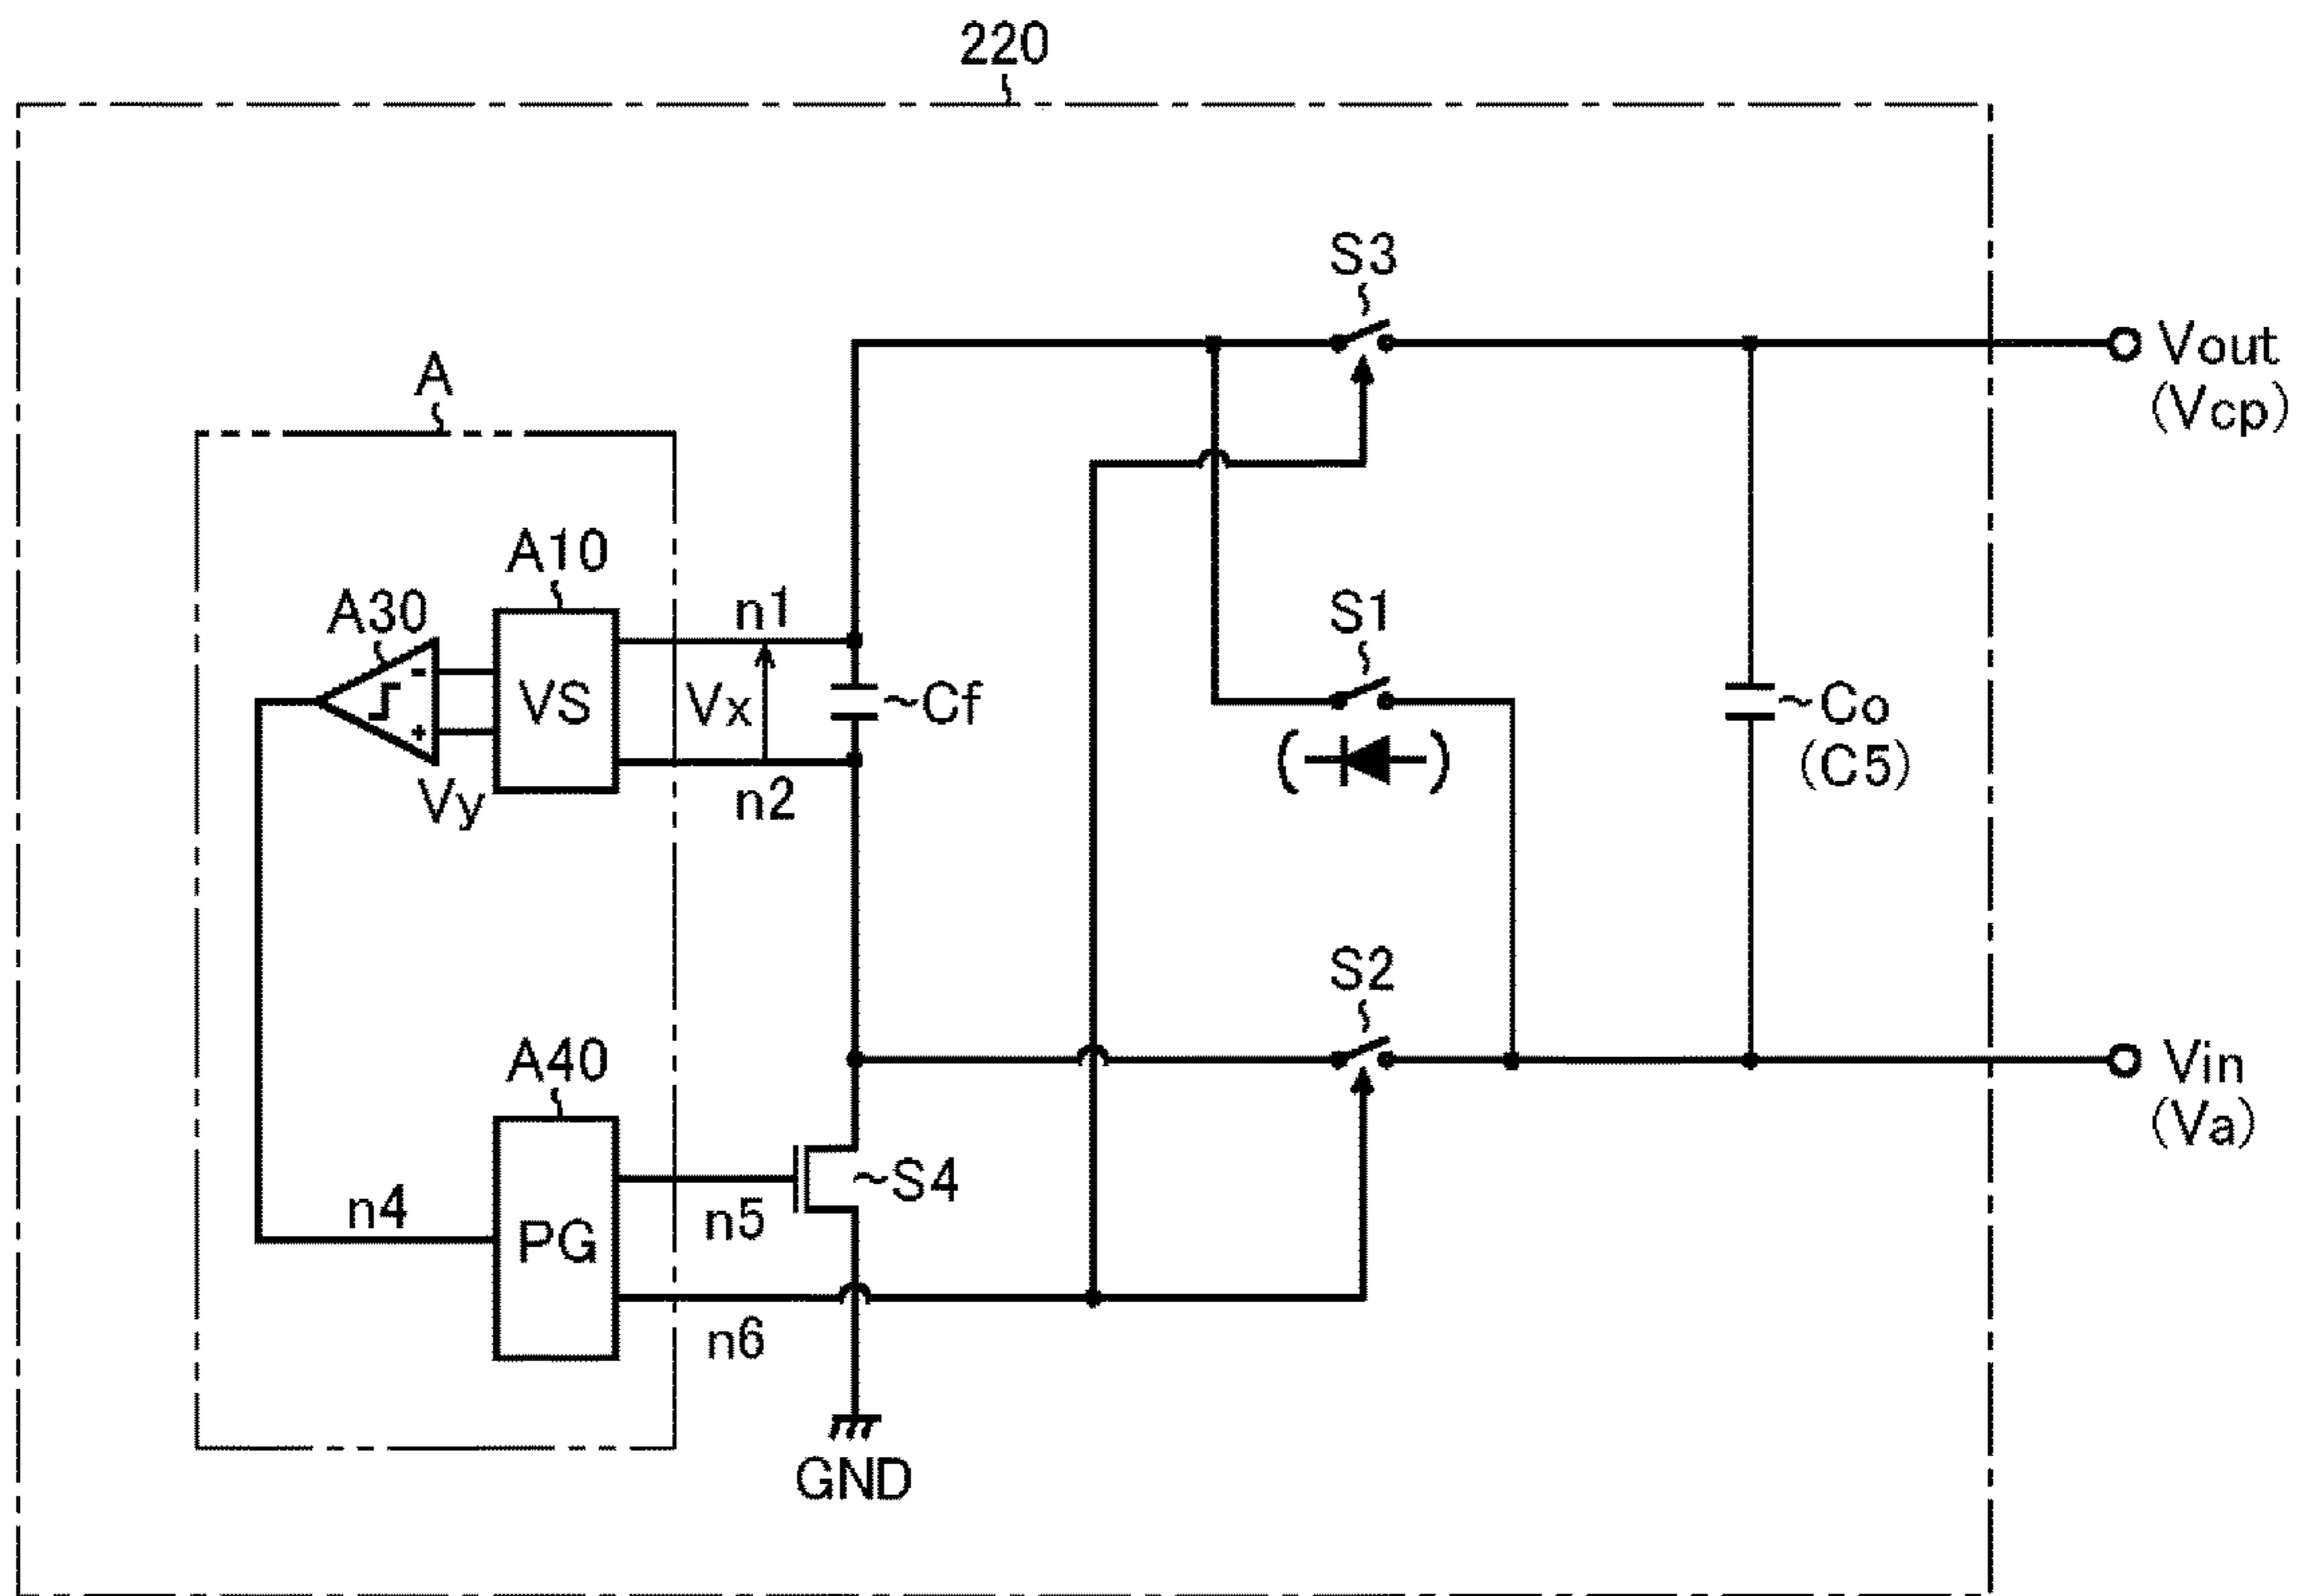 220
S3
Vout
(Vcp)
A
A10
A30
n1
S1
-
VS
Vx
~Cf
~Co
(C5)
+
Vy
n2
S2
A40
Vin
(Va)
~S4
n4
n5
PG
n6
GND